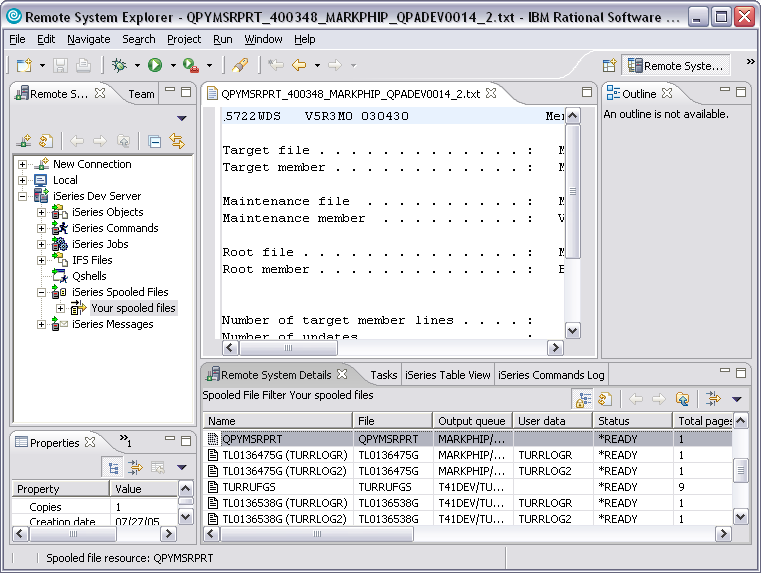 Remote System Explorer - QPYMSRPRT_400348_MARKPHIP_QPADEV0014_2.txt - IBM Rational Software ...
File Edit Navigate Search Project Run Window Help
Remote Syste...
Remote S... Team
New Connection
Local
iSeries Dev Server
iSeries Objects
iSeries Commands
iSeries Jobs
IFS Files
Qshells
iSeries Spooled Files
Your spooled files
iSeries Messages
QPYMSRPRT_400348_MARKPHIP_QPADEV0014_2.txt
5722WDS V5R3M0 030430 Mer
Target file . . . . . . . . . . . . . : M
Target member . . . . . . . . . . . . : M
Maintenance file . . . . . . . . . . : M
Maintenance member . . . . . . . . . : V
Root file . . . . . . . . . . . . . . : M
Root member . . . . . . . . . . . . . : E
Number of target member lines . . . . :
Number of updates
Outline
An outline is not available.
Properties 1
Property Value
Copies 1
Creation date 07/27/05
Remote System Details Tasks iSeries Table View iSeries Commands Log
Spooled File Filter Your spooled files
Name File Output queue User data Status Total pages
QPYMSRPRT QPYMSRPRT MARKPHIP/... *READY 1
TL0136475G (TURRLOGR) TL0136475G MARKPHIP/... TURRLOGR *READY 1
TL0136475G (TURRLOG2) TL0136475G MARKPHIP/... TURRLOG2 *READY 1
TURRUFGS TURRUFGS T41DEV/TU... *READY 9
TL0136538G (TURRLOGR) TL0136538G T41DEV/TU... TURRLOGR *READY 1
TL0136538G (TURRLOG2) TL0136538G T41DEV/TU... TURRLOG2 *READY 1
Spooled file resource: QPYMSRPRT